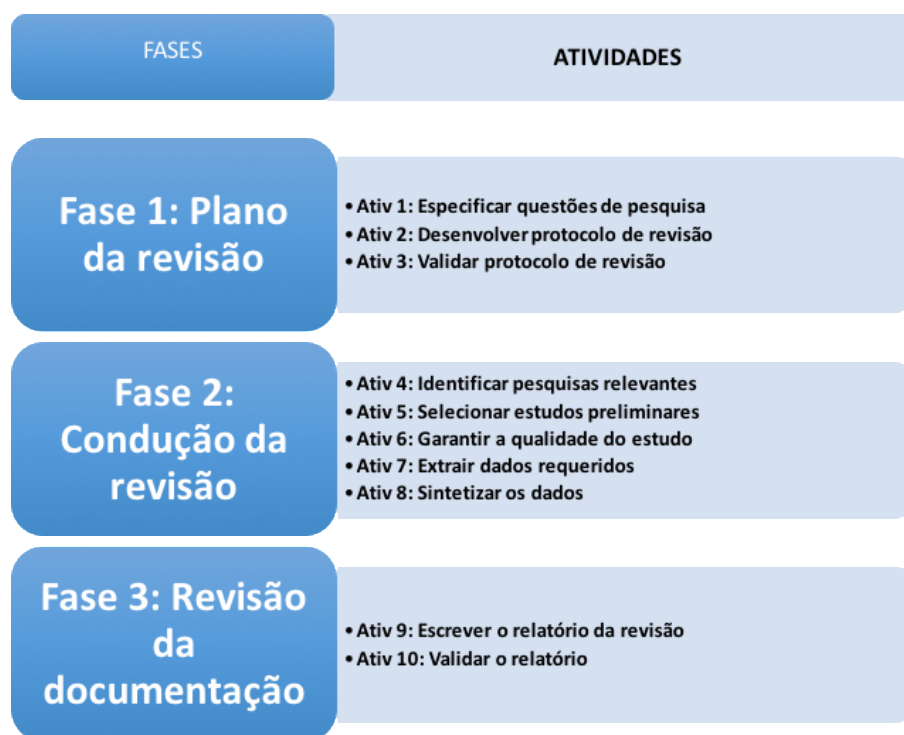 FASES
ATIVIDADES
Fase 1: Plano
da revisão
• Ativ 1: Especificar questões de pesquisa
• Ativ 2: Desenvolver protocolo de revisão
• Ativ 3: Validar protocolo de revisão
Fase 2:
Condução da
revisão
• Ativ 4: Identificar pesquisas relevantes
• Ativ 5: Selecionar estudos preliminares
• Ativ 6: Garantir a qualidade do estudo
• Ativ 7: Extrair dados requeridos
• Ativ 8: Sintetizar os dados
Fase 3: Revisão
da
documentação
• Ativ 9: Escrever o relatório da revisão
• Ativ 10: Validar o relatório